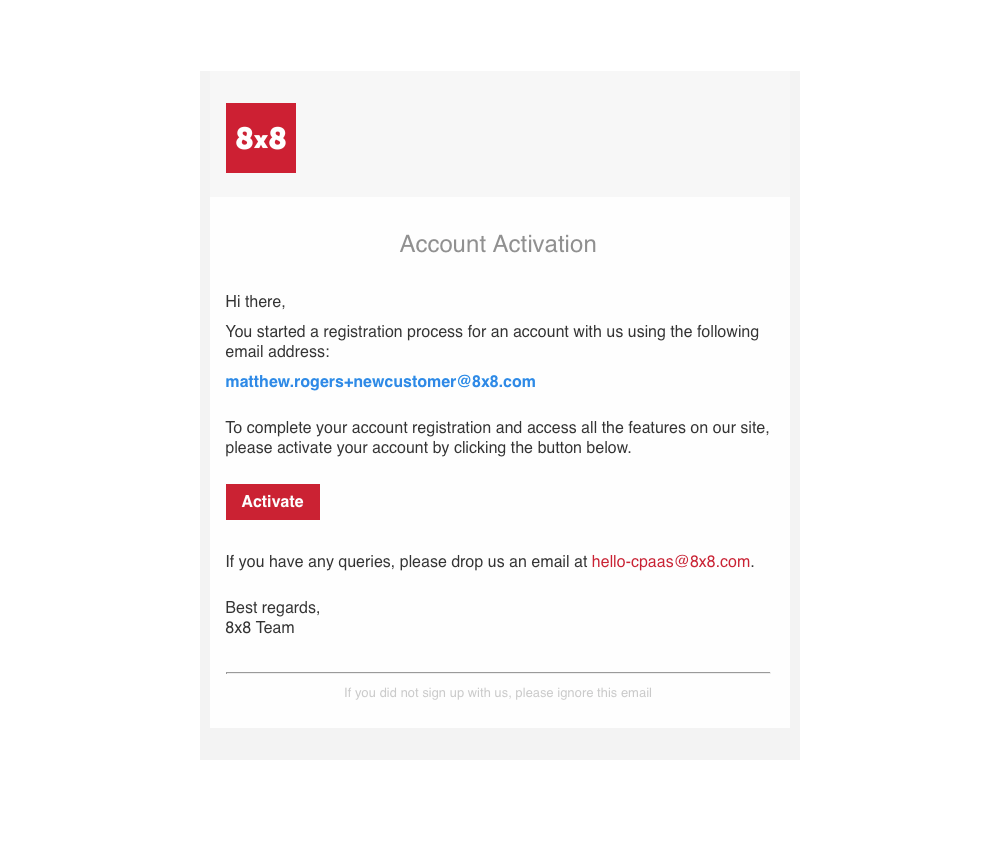 8x8
Account Activation
Hi there,
You started a registration process for an account with us using the following
email address:
matthew.rogers+newcustomer@8x8.com
To complete your account registration and access all the features on our site,
please activate your account by clicking the button below.
Activate
If you have any queries, please drop us an email at hello-cpaas@8x8.com.
Best regards,
8x8 Team
If you did not sign up with us, please ignore this email